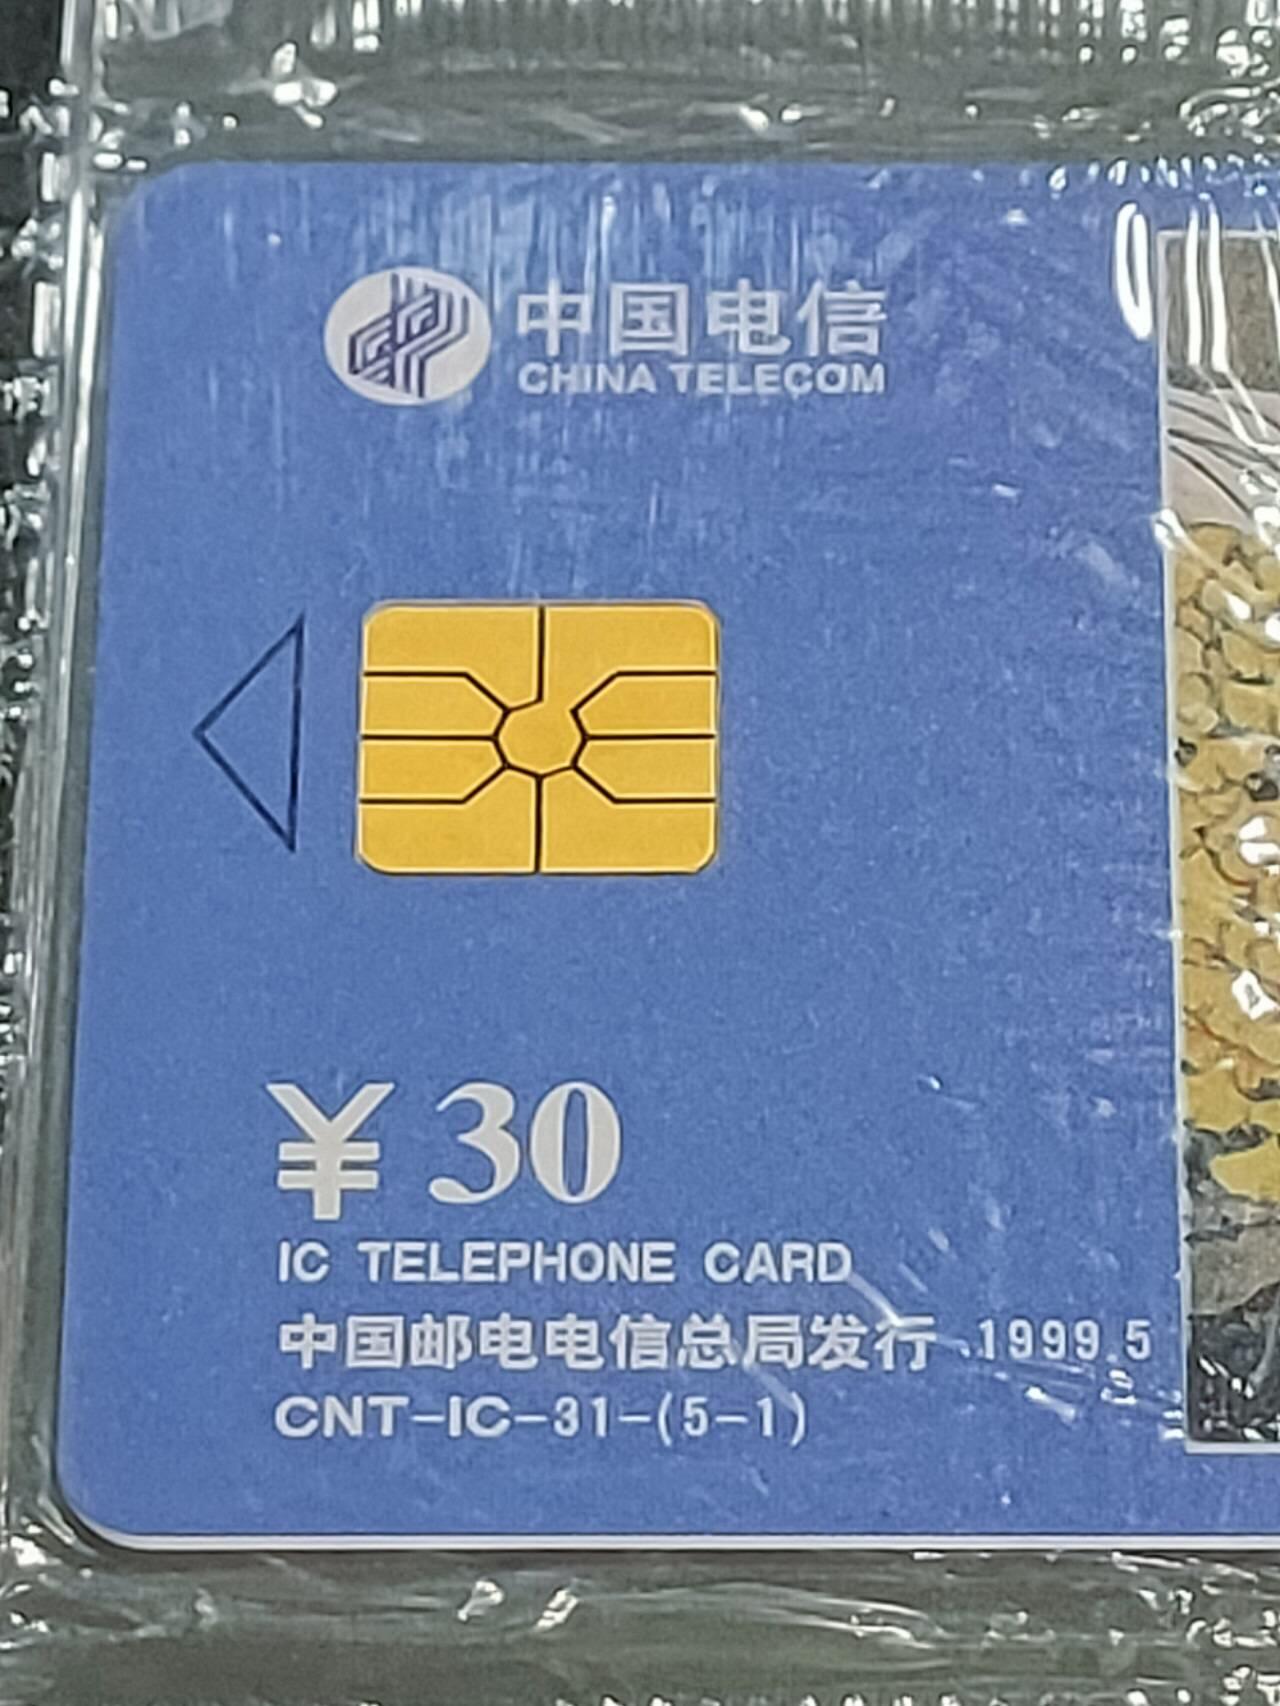 中国电信
CHINA TELECOM
¥30
IC TELEPHONE CARD
中国邮电电信总局发行 1999.5
CNT-IC-31-(5-1)